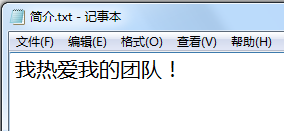 简介.txt - 记事本
文件(F) 编辑(E) 格式(O) 查看(V) 帮助(H)
我热爱我的团队！